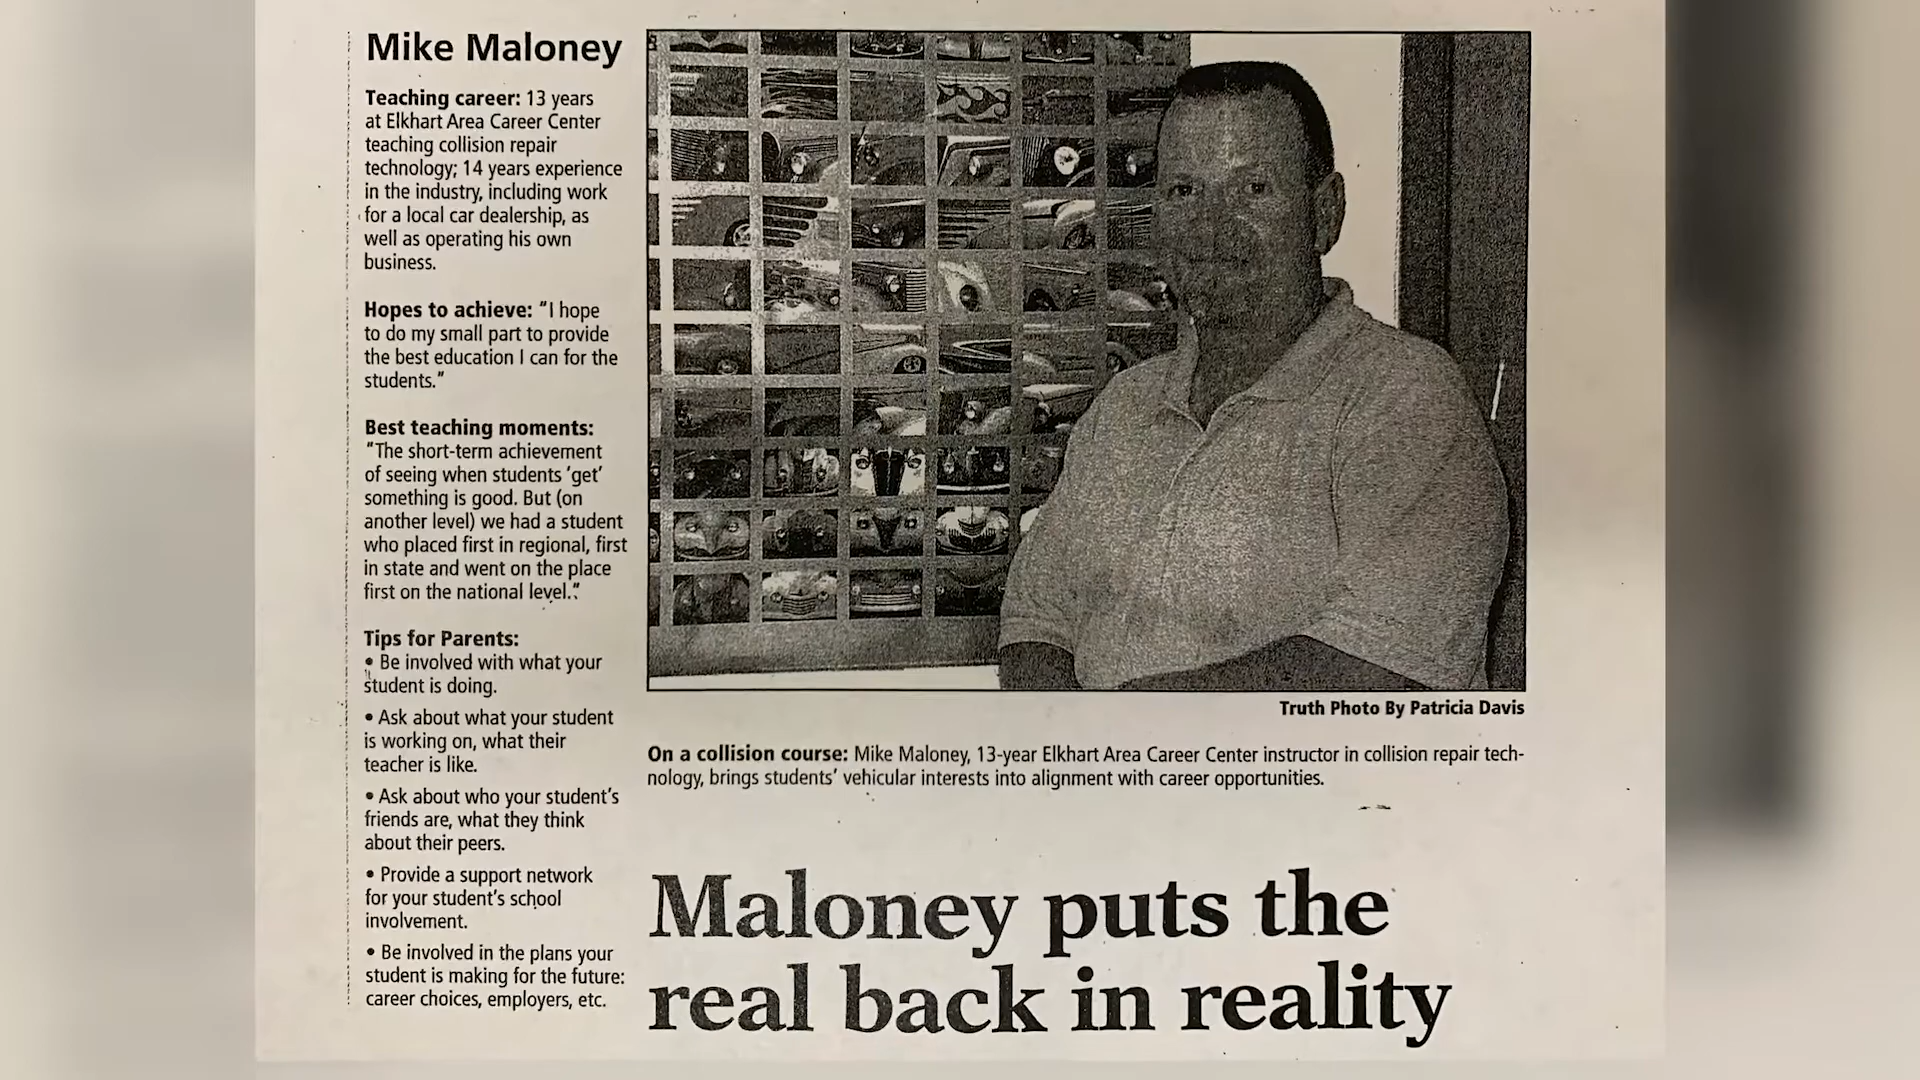 Mike Maloney
Teaching career: 13 years
at Elkhart Area Career Center
teaching collision repair
technology; 14 years experience
in the industry, including work
for a local car dealership, as
well as operating his own
business.
Hopes to achieve: "I hope
to do my small part to provide
the best education I can for the
students."
Best teaching moments:
"The short-term achievement
of seeing when students 'get'
something is good. But (on
another level) we had a student
who placed first in regional, first
in state and went on the place
first on the national level."
Tips for Parents:
• Be involved with what your
student is doing.
• Ask about what your student
is working on, what their
teacher is like.
• Ask about who your student's
friends are, what they think
about their peers.
• Provide a support network
for your student's school
involvement.
• Be involved in the plans your
student is making for the future:
career choices, employers, etc.
Truth Photo By Patricia Davis
On a collision course: Mike Maloney, 13-year Elkhart Area Career Center instructor in collision repair tech-
nology, brings students' vehicular interests into alignment with career opportunities.
Maloney puts the
real back in reality